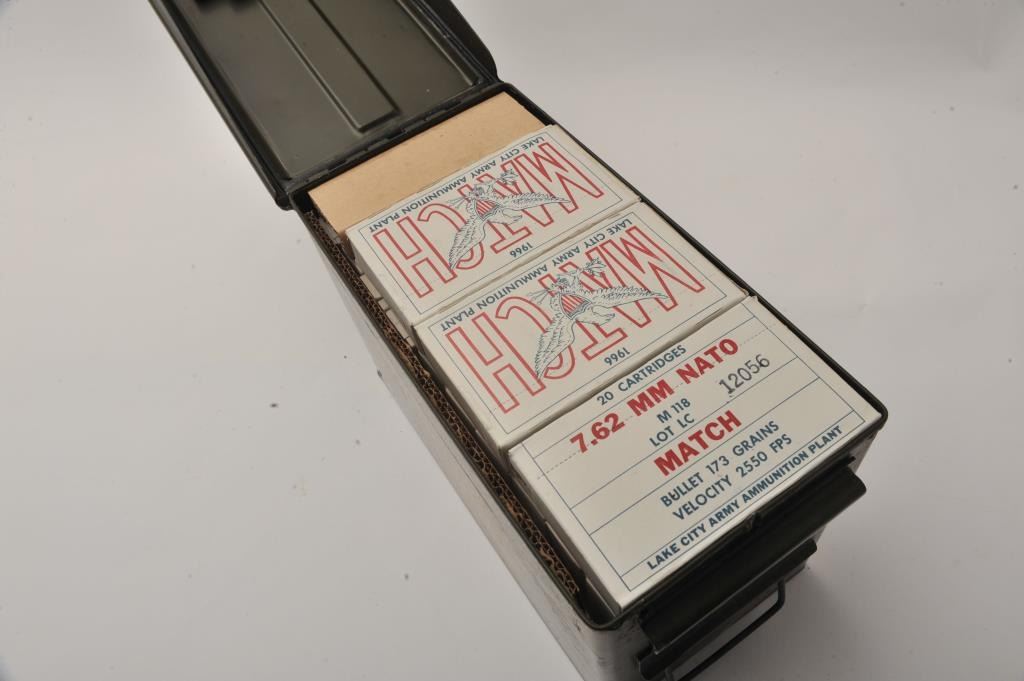 LAKE CITY ARMY AMMUNITION PLANT
MATCH
1966
LAKE CITY ARMY AMMUNITION PLANT
MATCH
1966
20 CARTRIDGES
7.62 MM NATO
M 118
LOT LC 12056
MATCH
BULLET 173 GRAINS
VELOCITY 2550 FPS
LAKE CITY ARMY AMMUNITION PLANT